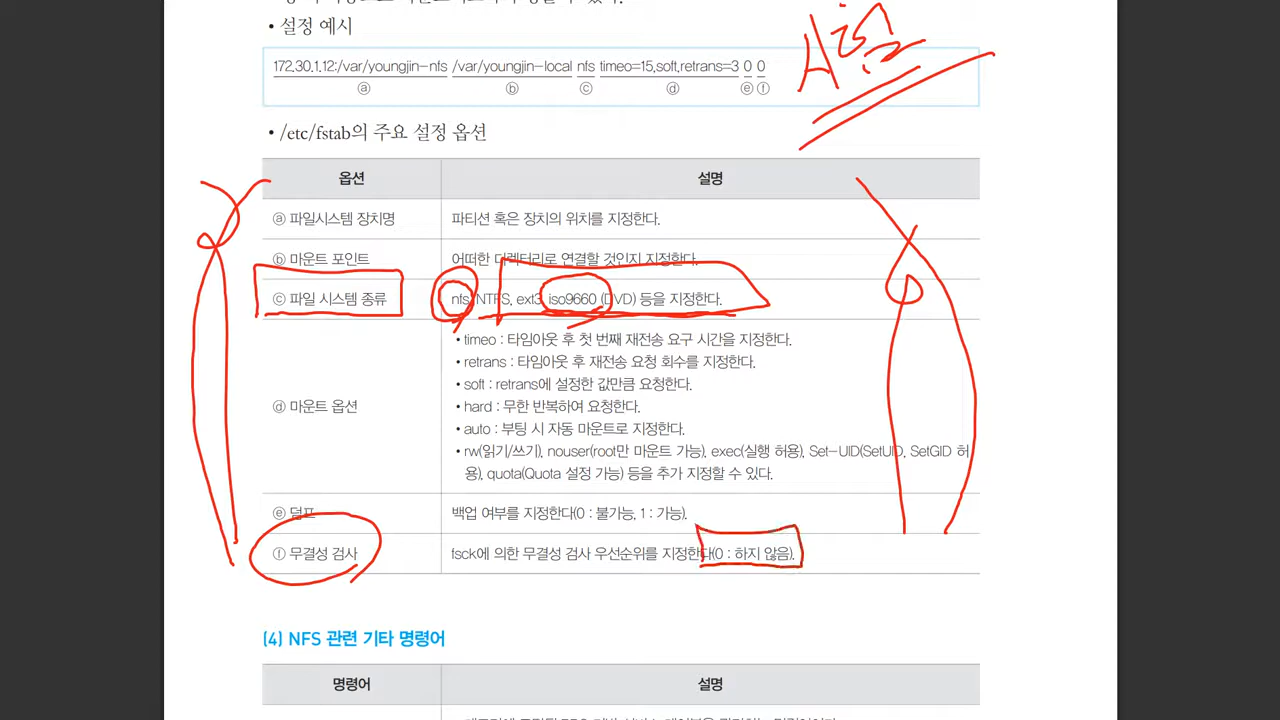 • 설정 예시
172.30.1.12:/var/youngjin-nfs /var/youngjin-local nfs timeo=15,soft,retrans=3 0 0
ⓐ ⓑ ⓒ ⓓ ⓔ ⓕ
시험
• /etc/fstab의 주요 설정 옵션
옵션 설명
ⓐ 파일시스템 장치명 파티션 혹은 장치의 위치를 지정한다.
ⓑ 마운트 포인트 어떠한 디렉터리로 연결할 것인지 지정한다.
ⓒ 파일 시스템 종류 nfs, NTFS, ext3, iso9660 (DVD) 등을 지정한다.
• timeo : 타임아웃 후 첫 번째 재전송 요구 시간을 지정한다.
• retrans : 타임아웃 후 재전송 요청 회수를 지정한다.
• soft : retrans에 설정한 값만큼 요청한다.
ⓓ 마운트 옵션 • hard : 무한 반복하여 요청한다.
• auto : 부팅 시 자동 마운트로 지정한다.
• rw(읽기/쓰기), nouser(root만 마운트 가능), exec(실행 허용), Set-UID(SetUID, SetGID 허
용), quota(Quota 설정 가능) 등을 추가 지정할 수 있다.
ⓔ 덤프 백업 여부를 지정한다(0 : 불가능, 1 : 가능).
ⓕ 무결성 검사 fsck에 의한 무결성 검사 우선순위를 지정한다(0 : 하지 않음).
(4) NFS 관련 기타 명령어
명령어 설명